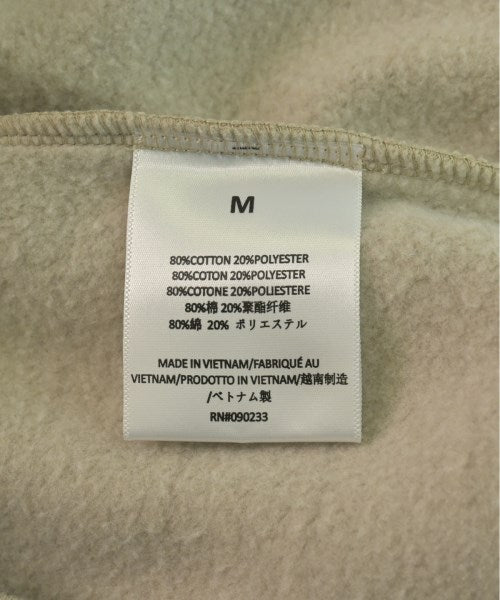 M
80%COTTON 20%POLYESTER
80%COTON 20%POLYESTER
80%COTONE 20%POLIESTERE
80%棉 20%聚酯纤维
80%綿 20% ポリエステル
MADE IN VIETNAM/FABRIQUÉ AU
VIETNAM/PRODOTTO IN VIETNAM/越南制造
/ベトナム製
RN#090233